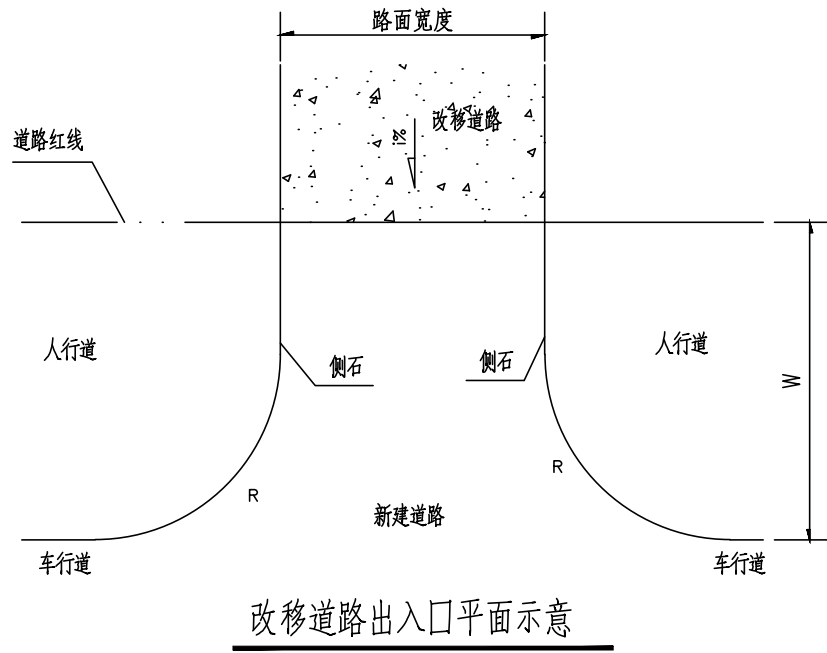 路面宽度
改移道路
i%
道路红线
人行道
人行道
侧石
侧石
W
R
R
新建道路
车行道
车行道
改移道路出入口平面示意